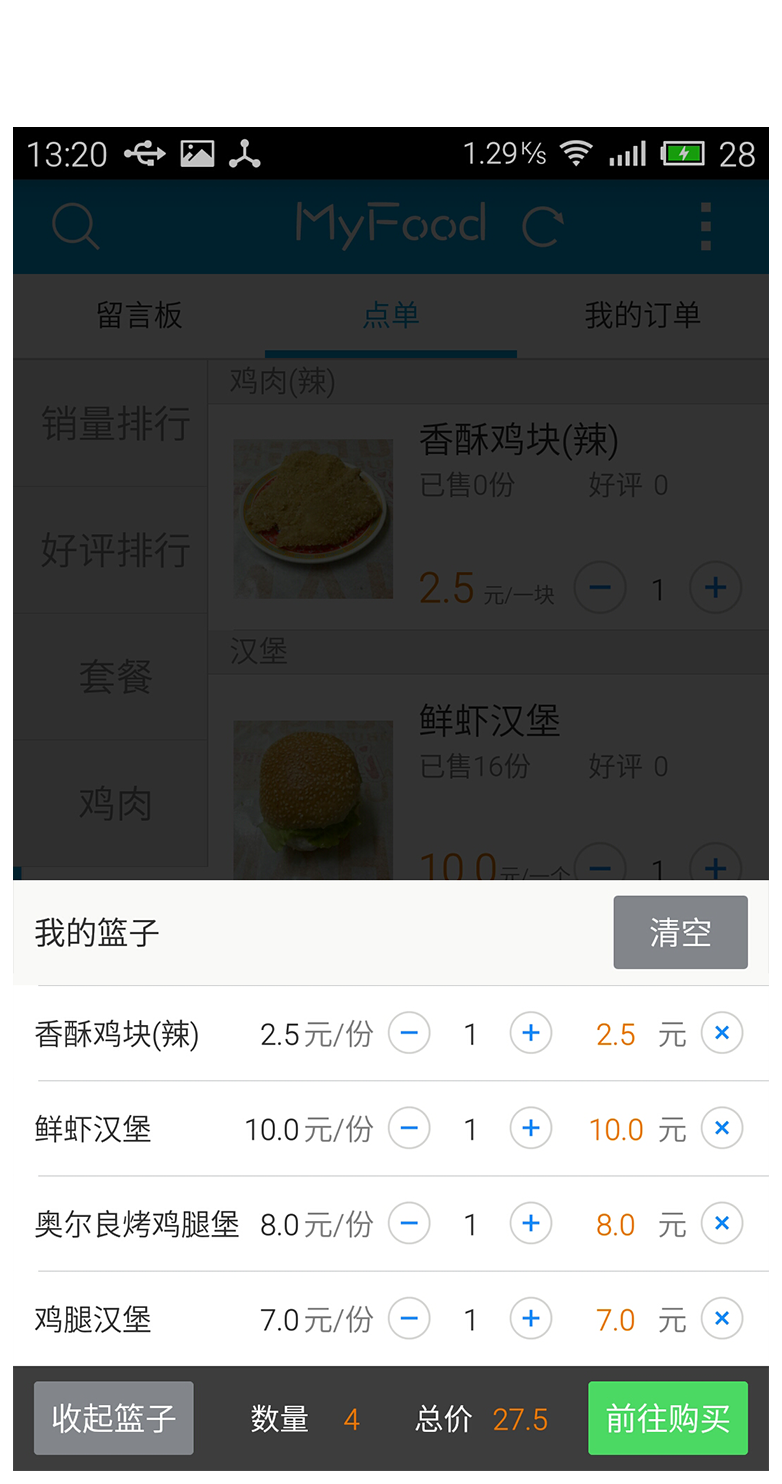 13:20 1.29K/s 28
MyFood
留言板 点单 我的订单
鸡肉(辣)
销量排行
香酥鸡块(辣)
已售0份 好评 0
好评排行
2.5 元/一块 − 1 +
汉堡
套餐
鲜虾汉堡
已售16份 好评 0
鸡肉
10.0 元/一个 − 1 +
我的篮子 清空
香酥鸡块(辣) 2.5元/份 − 1 + 2.5 元 ×
鲜虾汉堡 10.0元/份 − 1 + 10.0 元 ×
奥尔良烤鸡腿堡 8.0元/份 − 1 + 8.0 元 ×
鸡腿汉堡 7.0元/份 − 1 + 7.0 元 ×
收起篮子 数量 4 总价 27.5 前往购买